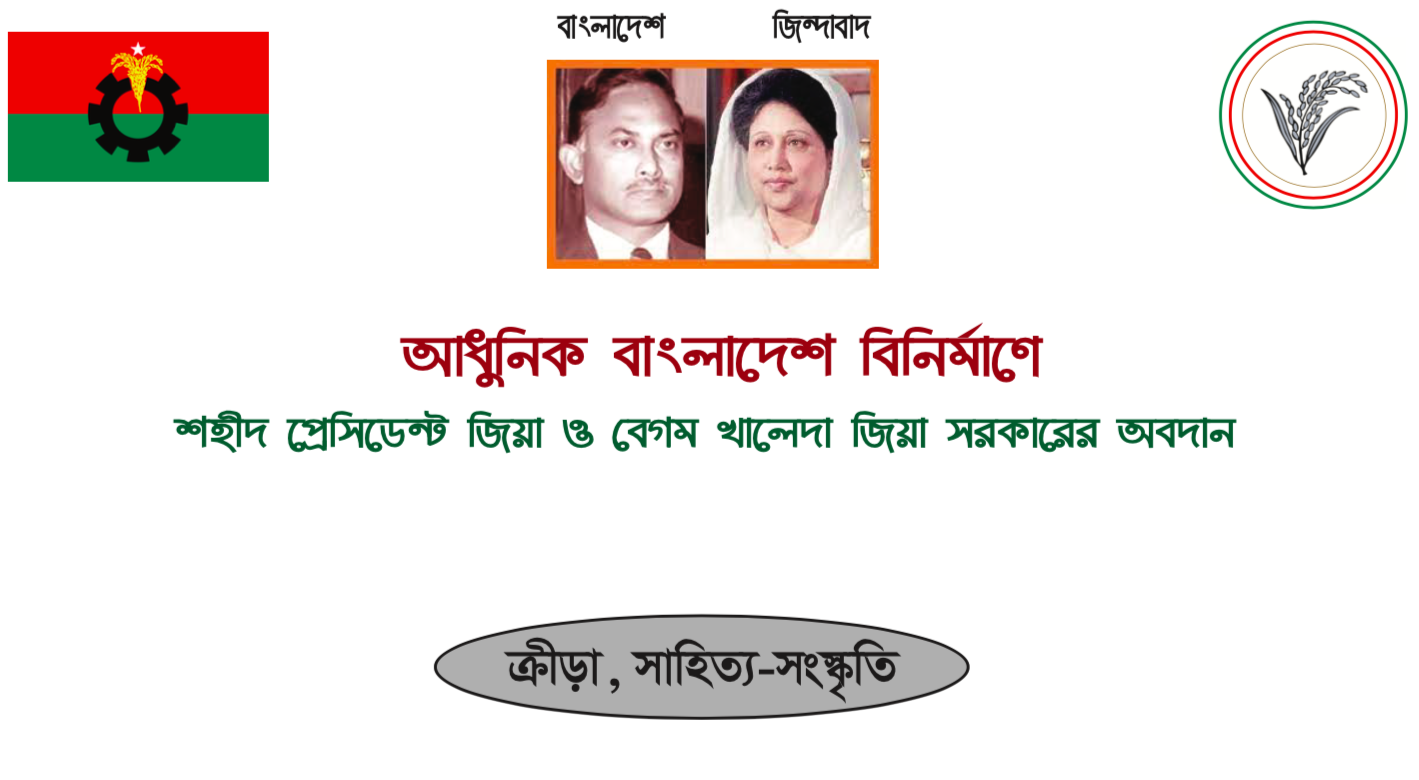 বাংলাদেশ জিন্দাবাদ
আধুনিক বাংলাদেশ বিনির্মাণে
শহীদ প্রেসিডেন্ট জিয়া ও বেগম খালেদা জিয়া সরকারের অবদান
ক্রীড়া, সাহিত্য-সংস্কৃতি